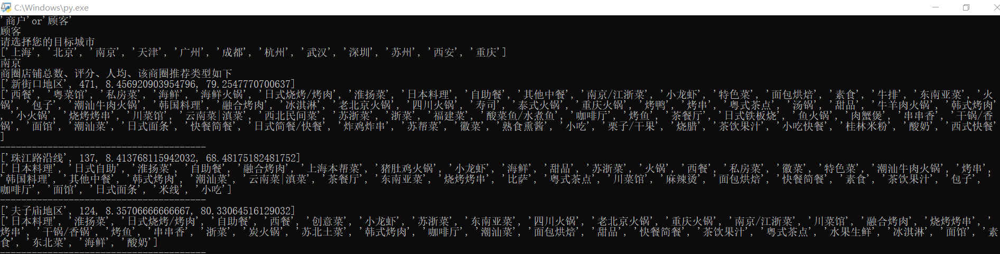 C:\Windows\py.exe
'商户'or'顾客'
顾客
请选择您的目标城市
['上海', '北京', '南京', '天津', '广州', '成都', '杭州', '武汉', '深圳', '苏州', '西安', '重庆']
南京
商圈店铺总数、评分、人均、该商圈推荐类型如下
['新街口地区', 471, 8.456920903954796, 79.2547770700637]
['西餐', '粤菜馆', '私房菜', '海鲜', '海鲜火锅', '日式烧烤/烤肉', '淮扬菜', '日本料理', '自助餐', '其他中餐', '南京/江浙菜', '小龙虾', '特色菜', '面包烘焙', '素食', '牛排', '东南亚菜', '火
锅', '包子', '潮汕牛肉火锅', '韩国料理', '融合烤肉', '冰淇淋', '老北京火锅', '四川火锅', '寿司', '泰式火锅', '重庆火锅', '烤鸭', '烤串', '粤式茶点', '汤锅', '甜品', '牛羊肉火锅', '韩式烤肉'
, '小火锅', '烧烤烤串', '川菜馆', '云南菜|滇菜', '西北民间菜', '苏浙菜', '浙菜', '福建菜', '酸菜鱼/水煮鱼', '咖啡厅', '烤鱼', '茶餐厅', '日式铁板烧', '鱼火锅', '肉蟹煲', '串串香', '干锅/香
锅', '面馆', '潮汕菜', '日式面条', '快餐简餐', '日式简餐/快餐', '炸鸡炸串', '苏帮菜', '徽菜', '熟食熏酱', '小吃', '栗子/干果', '烧腊', '茶饮果汁', '小吃快餐', '桂林米粉', '酸奶', '西式快餐'
]
---------------------------------------
['珠江路沿线', 137, 8.413768115942032, 68.48175182481752]
['日本料理', '日式自助', '淮扬菜', '自助餐', '融合烤肉', '上海本帮菜', '猪肚鸡火锅', '小龙虾', '海鲜', '甜品', '苏浙菜', '火锅', '西餐', '私房菜', '徽菜', '特色菜', '潮汕牛肉火锅', '烤串',
'韩国料理', '其他中餐', '韩式烤肉', '潮汕菜', '云南菜|滇菜', '茶餐厅', '东南亚菜', '烧烤烤串', '比萨', '粤式茶点', '川菜馆', '麻辣烫', '面包烘焙', '快餐简餐', '素食', '茶饮果汁', '包子', '
咖啡厅', '面馆', '日式面条', '米线', '小吃']
---------------------------------------
['夫子庙地区', 124, 8.35706666666667, 80.33064516129032]
['日本料理', '淮扬菜', '日式烧烤/烤肉', '自助餐', '西餐', '创意菜', '小龙虾', '苏浙菜', '东南亚菜', '四川火锅', '老北京火锅', '重庆火锅', '南京/江浙菜', '川菜馆', '融合烤肉', '烧烤烤串', '
烤串', '干锅/香锅', '烤鱼', '串串香', '浙菜', '炭火锅', '苏北土菜', '韩式烤肉', '咖啡厅', '潮汕菜', '面包烘焙', '甜品', '快餐简餐', '茶饮果汁', '粤式茶点', '水果生鲜', '冰淇淋', '面馆', '素
食', '东北菜', '海鲜', '酸奶']
---------------------------------------